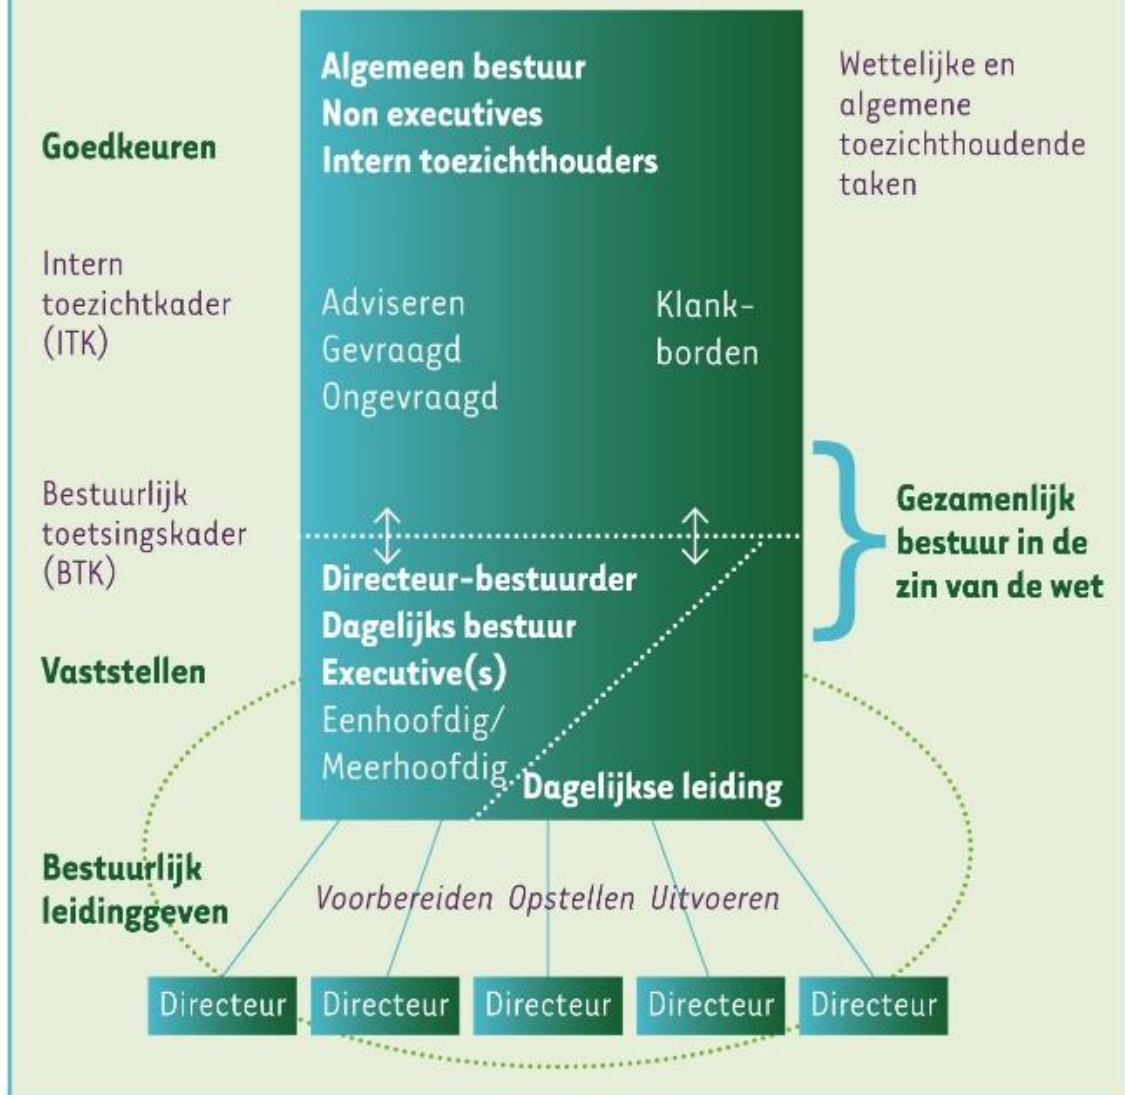 Goedkeuren
Intern
toezichtkader
(ITK)
Bestuurlijk
toetsingskader
(BTK)
Vaststellen
Bestuurlijk
leidinggeven
Algemeen bestuur
Non executives
Intern toezichthouders
Adviseren
Gevraagd
Ongevraagd
Klank-
borden
Directeur-bestuurder
Dagelijks bestuur
Executive(s)
Eenhoofdig/
Meerhoofdig
Dagelijkse leiding
Wettelijke en
algemene
toezichthoudende
taken
Gezamenlijk
bestuur in de
zin van de wet
Voorbereiden Opstellen Uitvoeren
Directeur Directeur Directeur Directeur Directeur